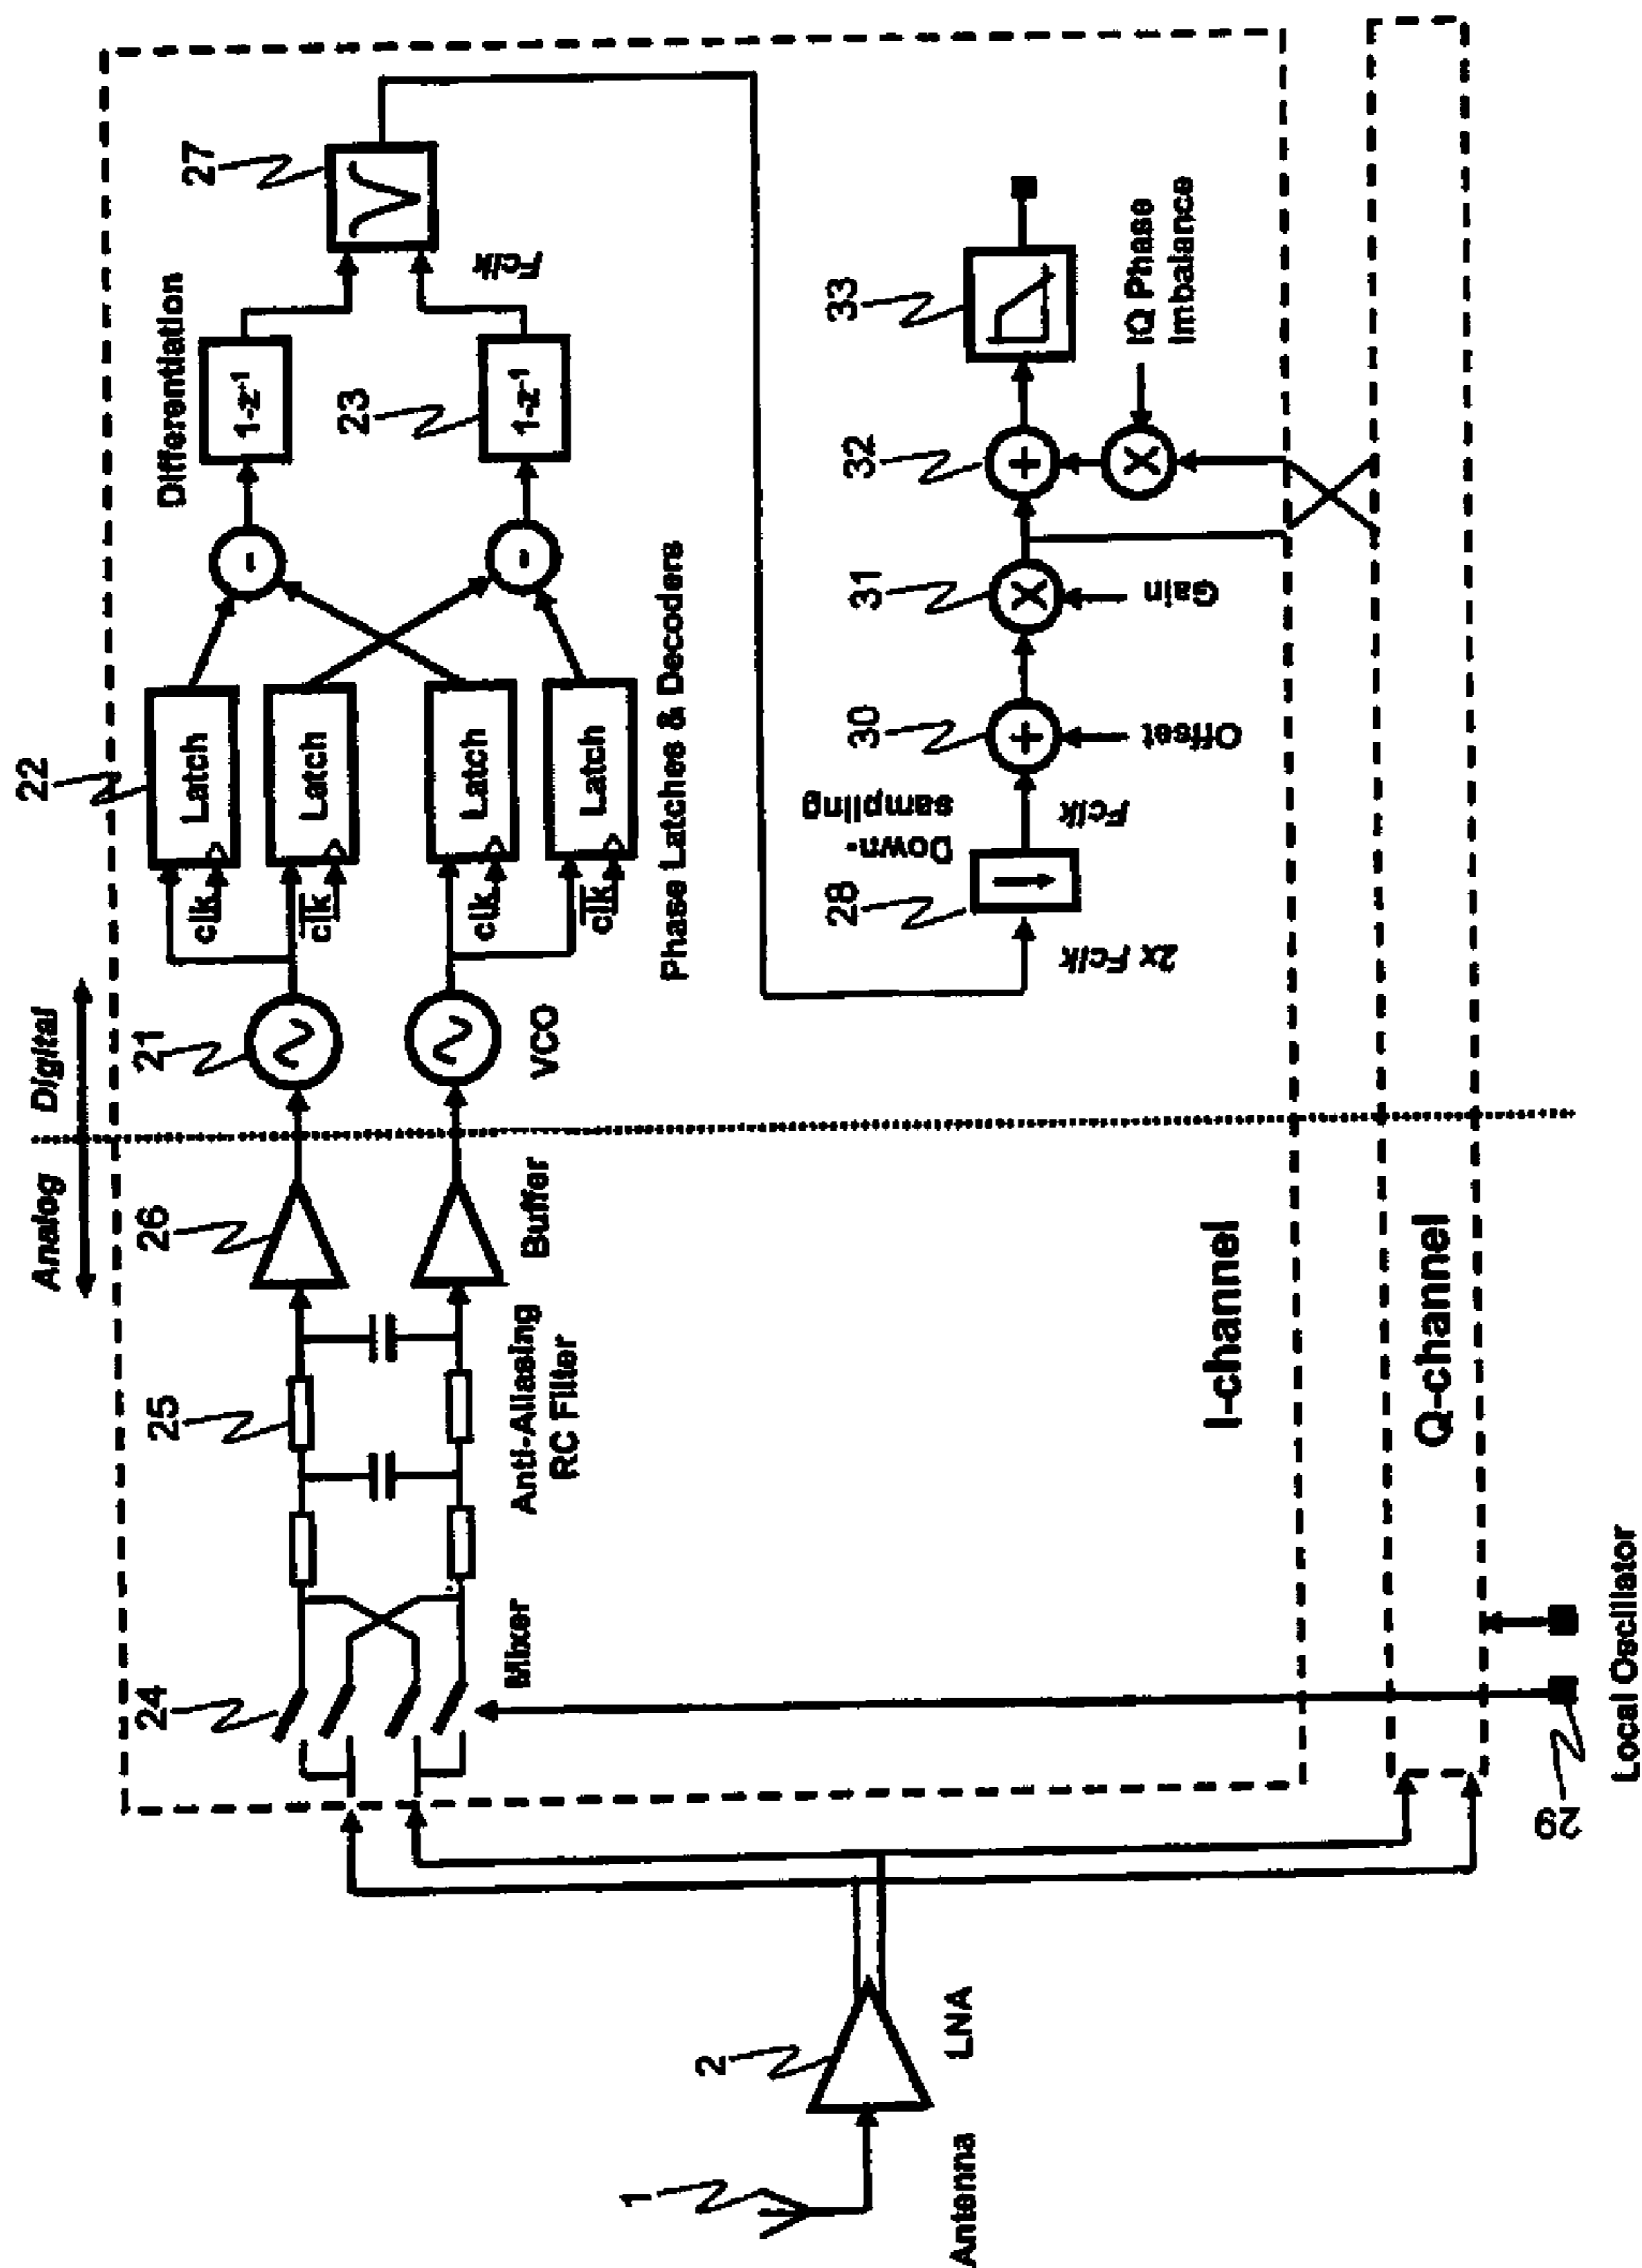 Analog Digital
22
21
26
25
24
clk
Latch
clk
Latch
clk
Latch
clk
Latch
Differentiation
1-z⁻¹
23
1-z⁻¹
27
Fclk
Mixer
Anti-Aliasing
RC Filter
Buffer
VCO
Phase Latches & Decoders
1
Antenna
2
LNA
2x Fclk
28
Down-
sampling
Fclk
30
Offset
31
Gain
32
33
IQ Phase
Imbalance
I-channel
Q-channel
29
Local Oscillator